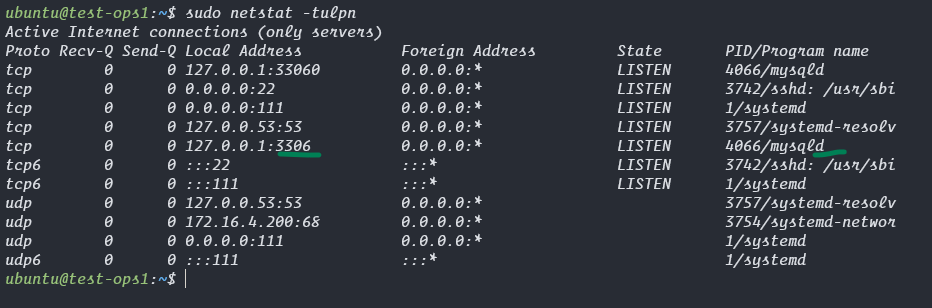 ubuntu@test-ops1:~$ sudo netstat -tulpn
Active Internet connections (only servers)
Proto Recv-Q Send-Q Local Address           Foreign Address         State       PID/Program name
tcp        0      0 127.0.0.1:33060         0.0.0.0:*               LISTEN      4066/mysqld
tcp        0      0 0.0.0.0:22              0.0.0.0:*               LISTEN      3742/sshd: /usr/sbi
tcp        0      0 0.0.0.0:111             0.0.0.0:*               LISTEN      1/systemd
tcp        0      0 127.0.0.53:53           0.0.0.0:*               LISTEN      3757/systemd-resolv
tcp        0      0 127.0.0.1:3306          0.0.0.0:*               LISTEN      4066/mysqld
tcp6       0      0 :::22                   :::*                    LISTEN      3742/sshd: /usr/sbi
tcp6       0      0 :::111                  :::*                    LISTEN      1/systemd
udp        0      0 127.0.0.53:53           0.0.0.0:*                           3757/systemd-resolv
udp        0      0 172.16.4.200:68         0.0.0.0:*                           3754/systemd-networ
udp        0      0 0.0.0.0:111             0.0.0.0:*                           1/systemd
udp6       0      0 :::111                  :::*                                1/systemd
ubuntu@test-ops1:~$